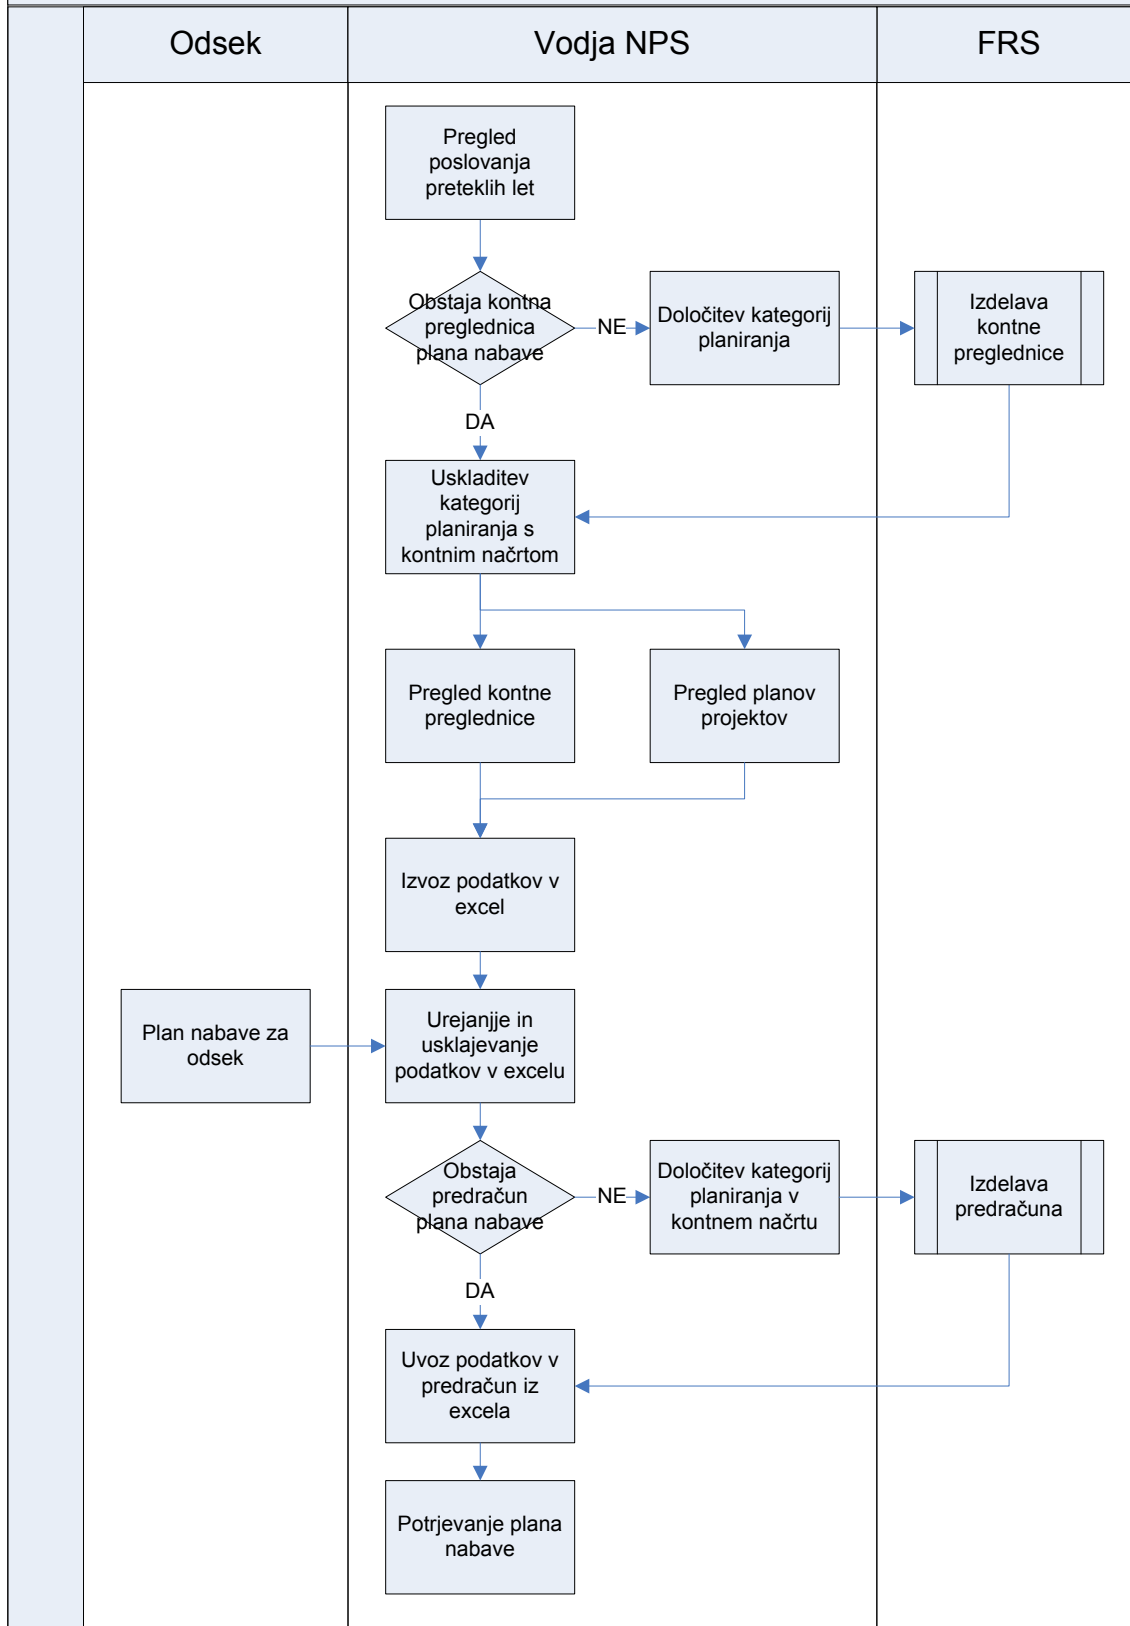 Odsek
Vodja NPS
FRS
Pregled
poslovanja
preteklih let
Obstaja kontna
preglednica
plana nabave
NE
Določitev kategorij
planiranja
Izdelava
kontne
preglednice
DA
Uskladitev
kategorij
planiranja s
kontnim načrtom
Pregled kontne
preglednice
Pregled planov
projektov
Izvoz podatkov v
excel
Plan nabave za
odsek
Urejanjje in
usklajevanje
podatkov v excelu
Obstaja
predračun
plana nabave
NE
Določitev kategorij
planiranja v
kontnem načrtu
Izdelava
predračuna
DA
Uvoz podatkov v
predračun iz
excela
Potrjevanje plana
nabave